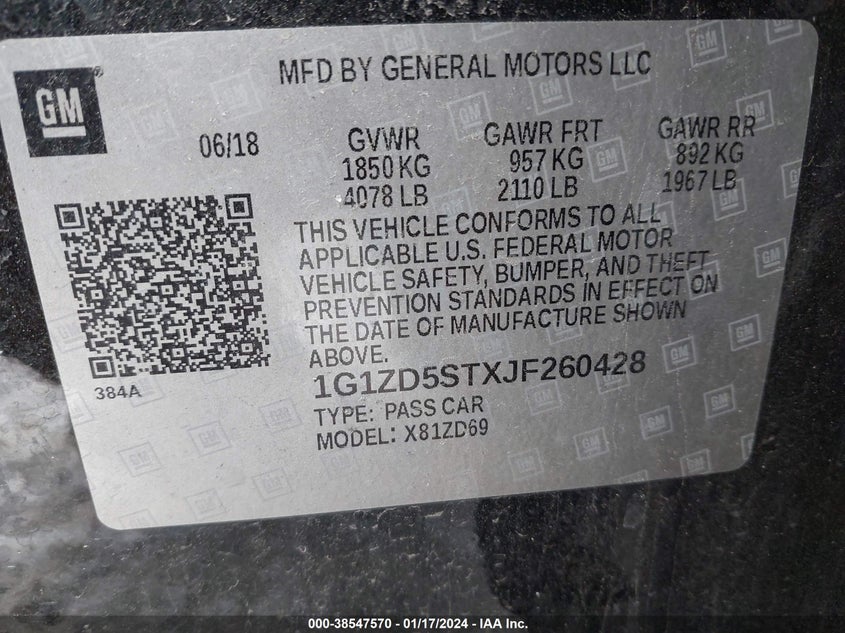 GM
MFD BY GENERAL MOTORS LLC
06/18
GVWR
1850 KG
4078 LB
GAWR FRT
957 KG
2110 LB
GAWR RR
892 KG
1967 LB
THIS VEHICLE CONFORMS TO ALL
APPLICABLE U.S. FEDERAL MOTOR
VEHICLE SAFETY, BUMPER, AND THEFT
PREVENTION STANDARDS IN EFFECT ON
THE DATE OF MANUFACTURE SHOWN
ABOVE.
384A
1G1ZD5STXJF260428
TYPE: PASS CAR
MODEL: X81ZD69
000-38547570 - 01/17/2024 - IAA Inc.